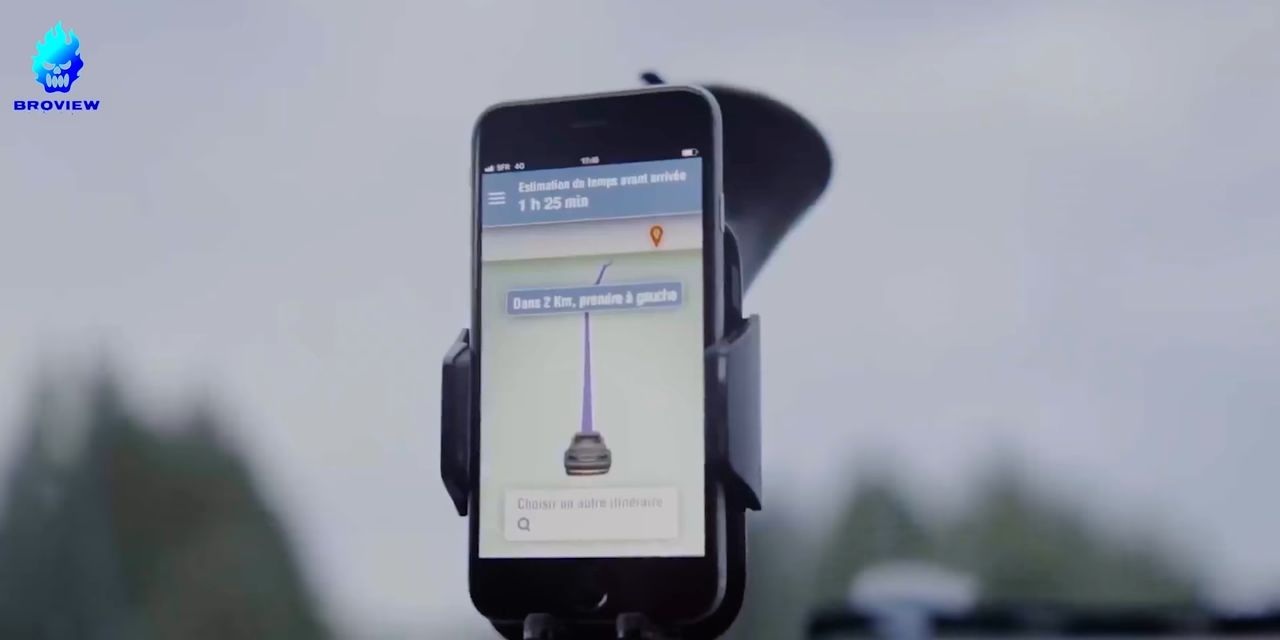 BROVIEW
SFR 4G
Estimation du temps avant arrivée
1 h 25 min
Dans 2 Km, prendre à gauche
Choisir un autre itinéraire